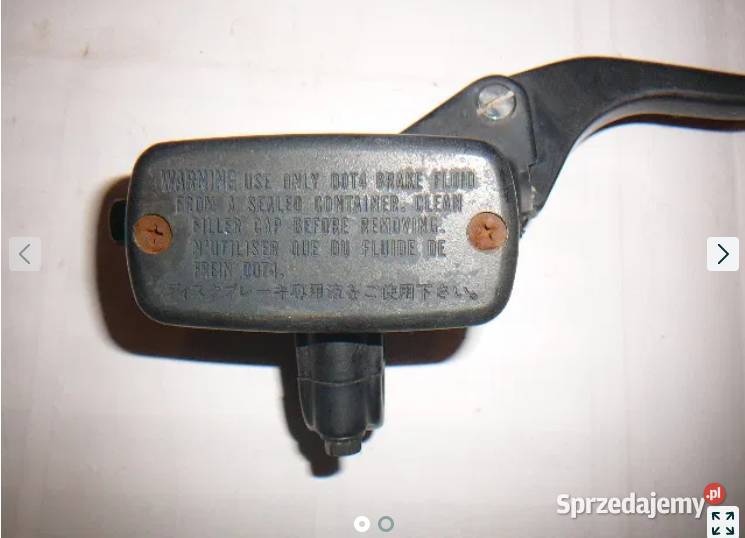 WARNING USE ONLY DOT4 BRAKE FLUID
FROM A SEALED CONTAINER. CLEAN
FILLER CAP BEFORE REMOVING.
N'UTILISER QUE DU FLUIDE DE
FREIN DOT4.
ディスクブレーキ専用液をご使用下さい。
Sprzedajemy.pl